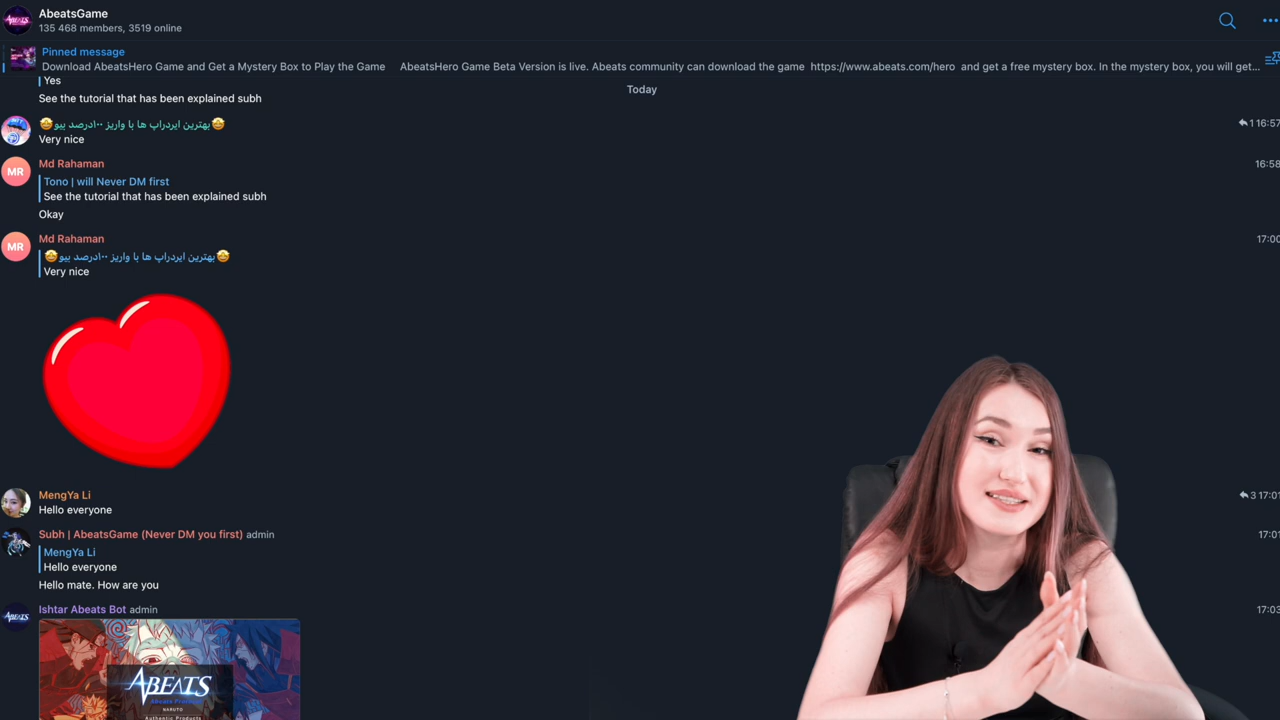 ABEATS
AbeatsGame
135 468 members, 3519 online
Pinned message
Download AbeatsHero Game and Get a Mystery Box to Play the Game AbeatsHero Game Beta Version is live. Abeats community can download the game https://www.abeats.com/hero and get a free mystery box. In the mystery box, you will get...
Yes
See the tutorial that has been explained subh
Today
🤩بهترین ایردراپ ها با واریز ۱۰۰درصد بیو🤩
1 16:57
Very nice
MR
Md Rahaman
16:58
Tono | will Never DM first
See the tutorial that has been explained subh
Okay
MR
Md Rahaman
17:00
🤩بهترین ایردراپ ها با واریز ۱۰۰درصد بیو🤩
Very nice
MengYa Li
3 17:01
Hello everyone
Subh | AbeatsGame (Never DM you first) admin
17:01
MengYa Li
Hello everyone
Hello mate. How are you
ABEATS
Ishtar Abeats Bot admin
17:03
ABEATS
NARUTO
Authentic Products